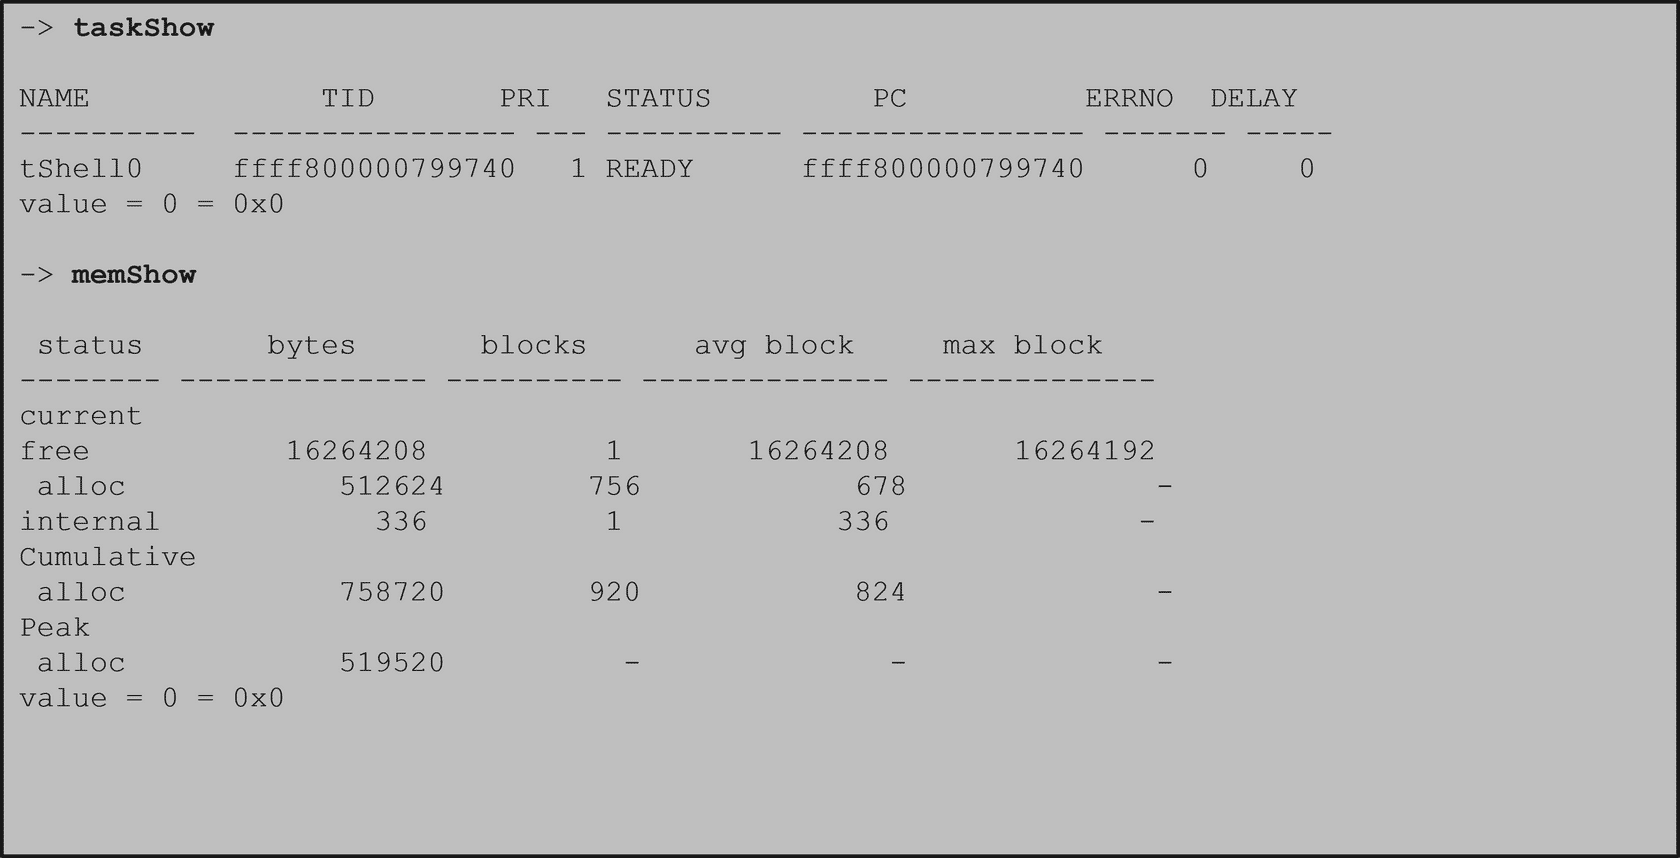 -> taskShow
NAME TID PRI STATUS PC ERRNO DELAY
---------- ---------------- --- ---------- ---------------- ------- -----
tShell0 ffff800000799740 1 READY ffff800000799740 0 0
value = 0 = 0x0
-> memShow
status bytes blocks avg block max block
-------- -------------- ---------- -------------- --------------
current
free 16264208 1 16264208 16264192
alloc 512624 756 678 -
internal 336 1 336 -
Cumulative
alloc 758720 920 824 -
Peak
alloc 519520 - - -
value = 0 = 0x0